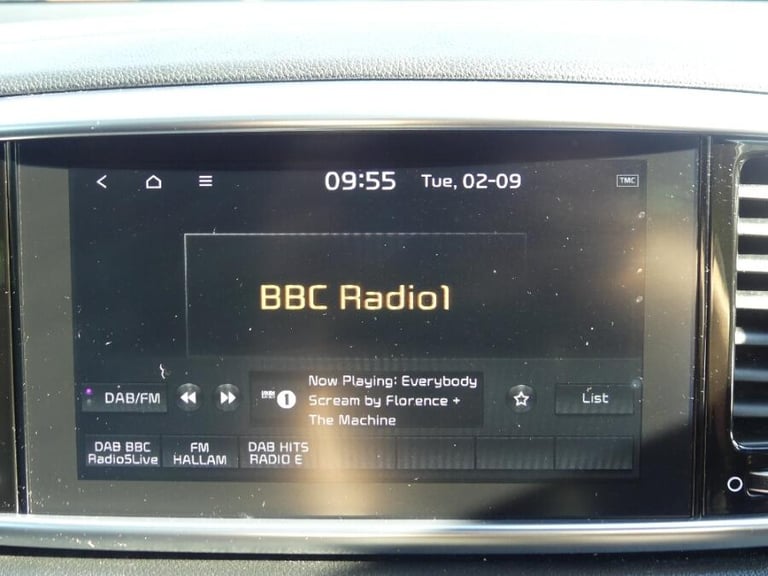 09:55 Tue, 02-09 TMC
BBC Radio1
DAB/FM
1
Now Playing: Everybody
Scream by Florence +
The Machine
List
DAB BBC
Radio5Live
FM
HALLAM
DAB HITS
RADIO E